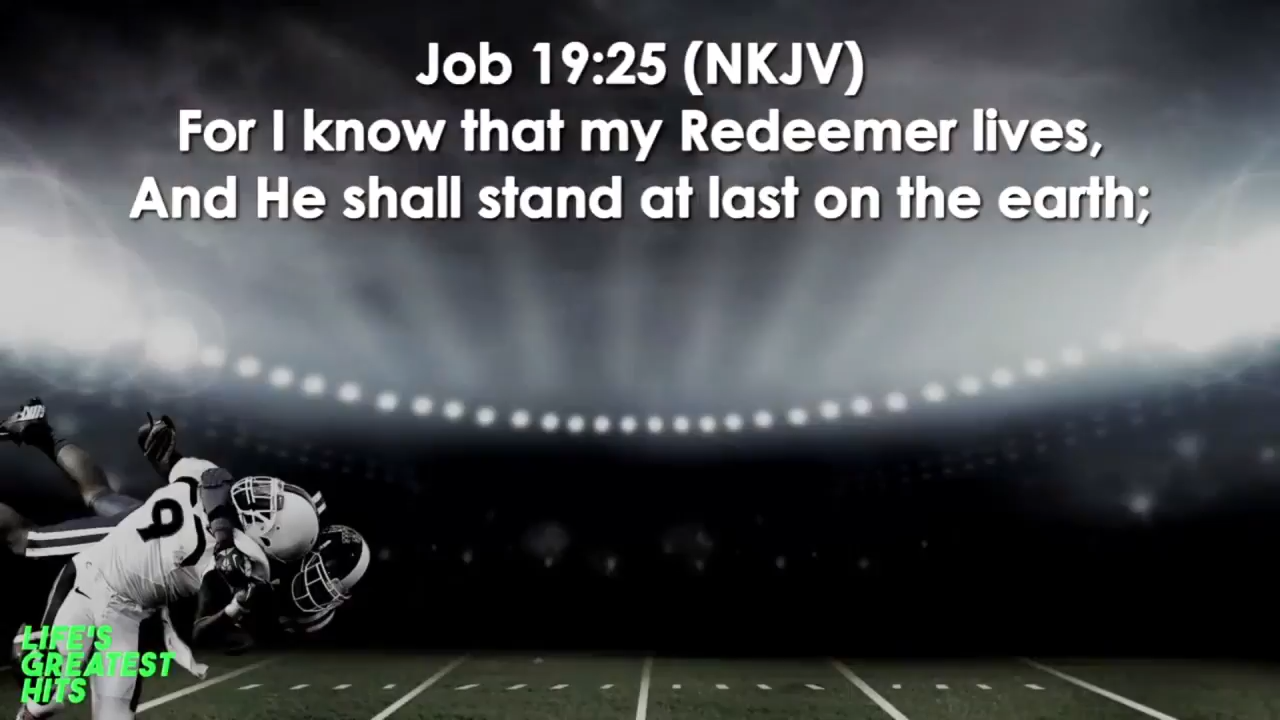 Job 19:25 (NKJV)
For I know that my Redeemer lives,
And He shall stand at last on the earth;
9
LIFE'S
GREATEST
HITS